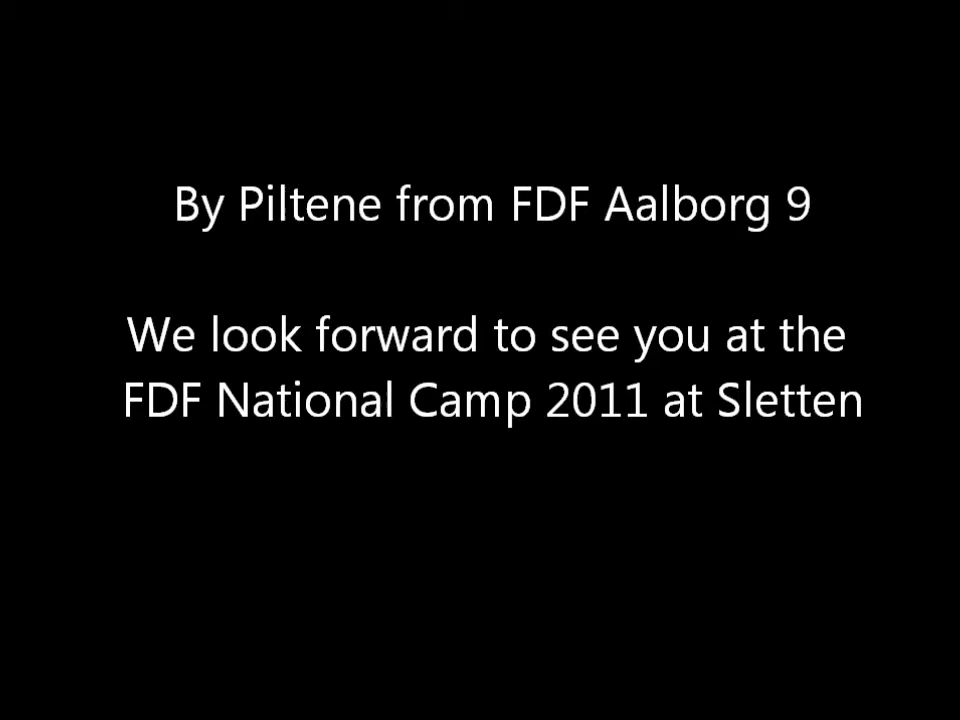 By Piltene from FDF Aalborg 9
We look forward to see you at the
FDF National Camp 2011 at Sletten